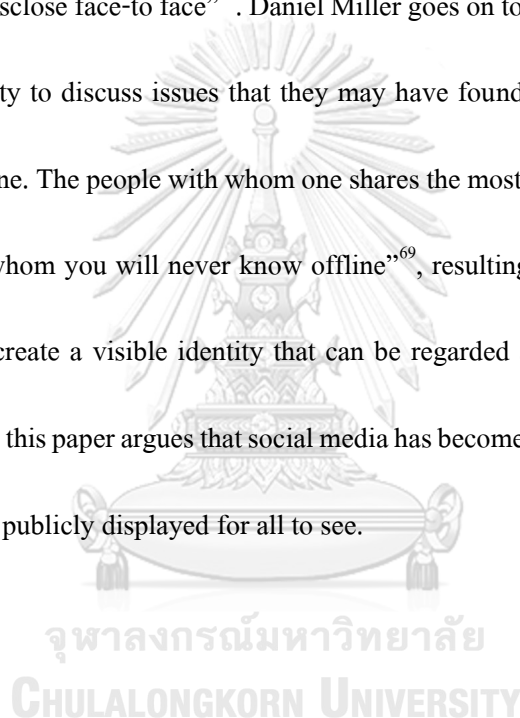 sclose face-to face” . Daniel Miller goes on to
ty to discuss issues that they may have found
ne. The people with whom one shares the most
whom you will never know offline”69, resulting
create a visible identity that can be regarded
this paper argues that social media has become
publicly displayed for all to see.
จุฬาลงกรณ์มหาวิทยาลัย
CHULALONGKORN UNIVERSITY